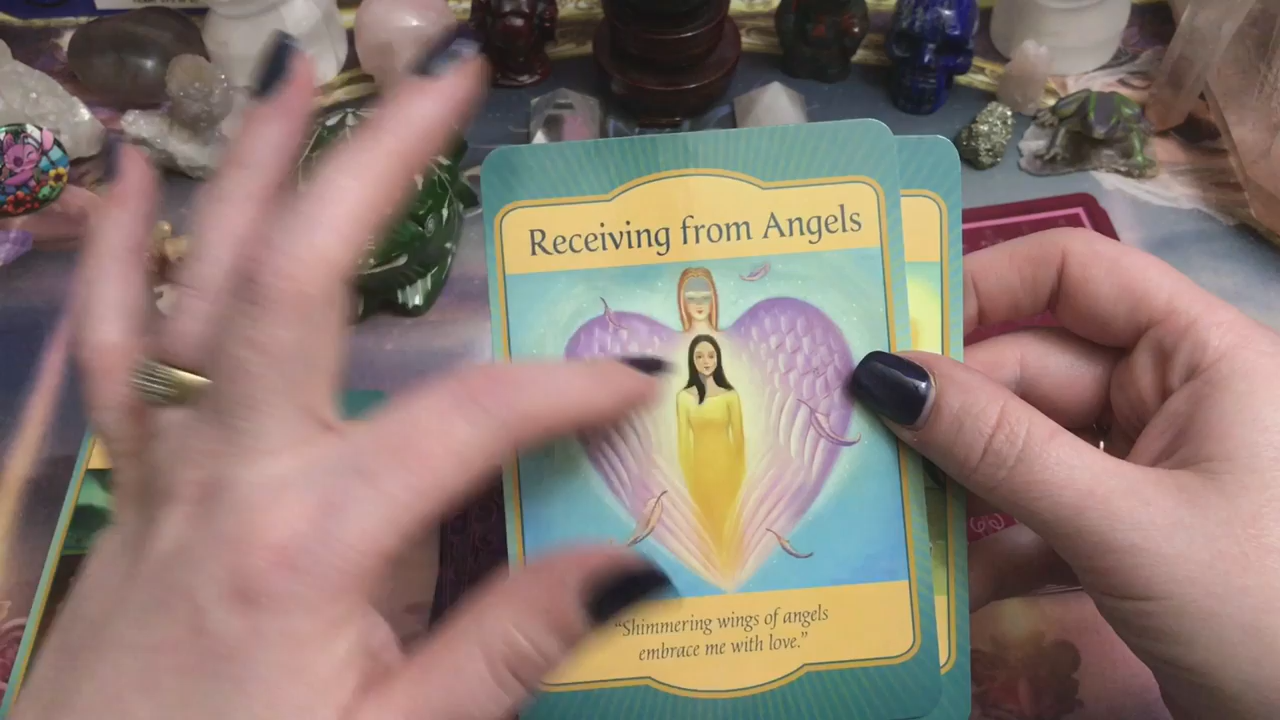 Receiving from Angels
"Shimmering wings of angels
embrace me with love."